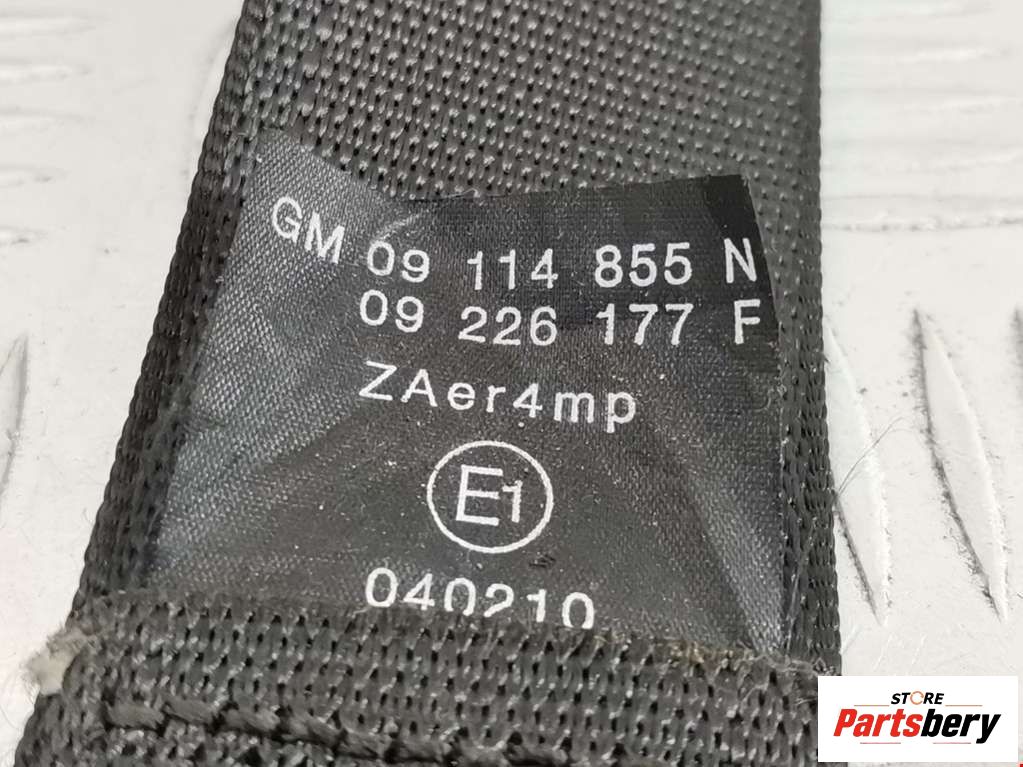 GM 09 114 855 N
09 226 177 F
ZAer4mp
E1
040210
STORE
Partsbery